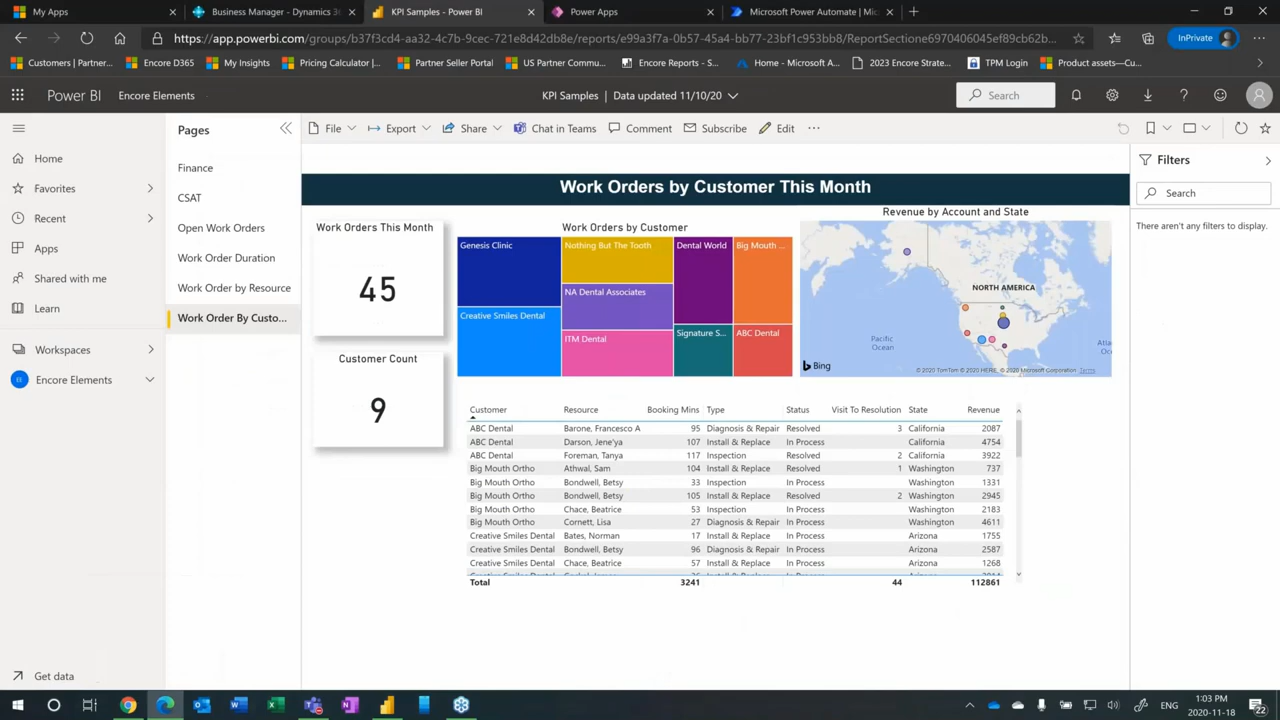 My Apps
Business Manager - Dynamics 3
KPI Samples - Power BI
Power Apps
Microsoft Power Automate | Mic
https://app.powerbi.com/groups/b37f3cd4-aa32-4c7b-9cec-721e8d42db8e/reports/e99a3f7a-0b57-45a4-bb77-23bf1c953bb8/ReportSectione6970406045ef89cb62b...
InPrivate
Customers | Partner...
Encore D365
My Insights
Pricing Calculator |...
Partner Seller Portal
US Partner Commu...
Encore Reports - S...
Home - Microsoft A...
2023 Encore Strate...
TPM Login
Product assets—Cu...
Power BI
Encore Elements
KPI Samples | Data updated 11/10/20
Search
Pages
File
Export
Share
Chat in Teams
Comment
Subscribe
Edit
Filters
Search
There aren't any filters to display.
Home
Favorites
Recent
Apps
Shared with me
Learn
Workspaces
Encore Elements
Get data
Finance
CSAT
Open Work Orders
Work Order Duration
Work Order by Resource
Work Order By Custo...
Work Orders by Customer This Month
Work Orders This Month
45
Customer Count
9
Work Orders by Customer
Genesis Clinic
Nothing But The Tooth
Dental World
Big Mouth ...
NA Dental Associates
Creative Smiles Dental
ITM Dental
Signature S...
ABC Dental
Revenue by Account and State
NORTH AMERICA
Pacific
Ocean
Bing
© 2020 TomTom © 2020 HERE, © 2020 Microsoft Corporation Terms
Customer Resource Booking Mins Type Status Visit To Resolution State Revenue
ABC Dental Barone, Francesco A 95 Diagnosis & Repair Resolved 3 California 2087
ABC Dental Darson, Jene'ya 107 Install & Replace In Process California 4754
ABC Dental Foreman, Tanya 117 Inspection Resolved 2 California 3922
Big Mouth Ortho Athwal, Sam 104 Install & Replace Resolved 1 Washington 737
Big Mouth Ortho Bondwell, Betsy 33 Inspection In Process Washington 1331
Big Mouth Ortho Bondwell, Betsy 105 Install & Replace Resolved 2 Washington 2945
Big Mouth Ortho Chace, Beatrice 53 Inspection In Process Washington 2183
Big Mouth Ortho Cornett, Lisa 27 Diagnosis & Repair In Process Washington 4611
Creative Smiles Dental Bates, Norman 17 Install & Replace In Process Arizona 1755
Creative Smiles Dental Bondwell, Betsy 96 Diagnosis & Repair In Process Arizona 2587
Creative Smiles Dental Chace, Beatrice 57 Inspection In Process Arizona 1268
Total 3241 44 112861
1:03 PM
2020-11-18
22